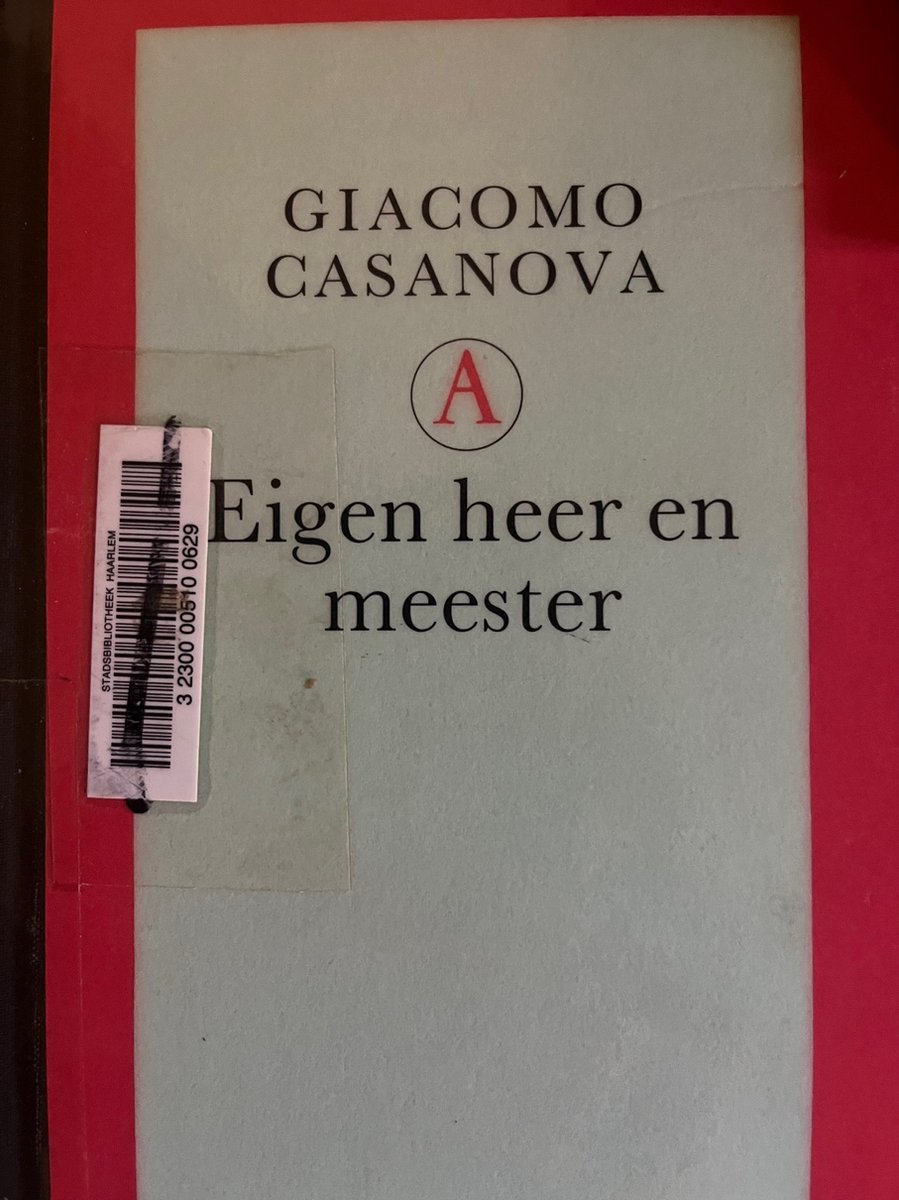 GIACOMO
CASANOVA
A
Eigen heer en
meester
STADSBIBLIOTHEEK HAARLEM
3 2300 00510 0629